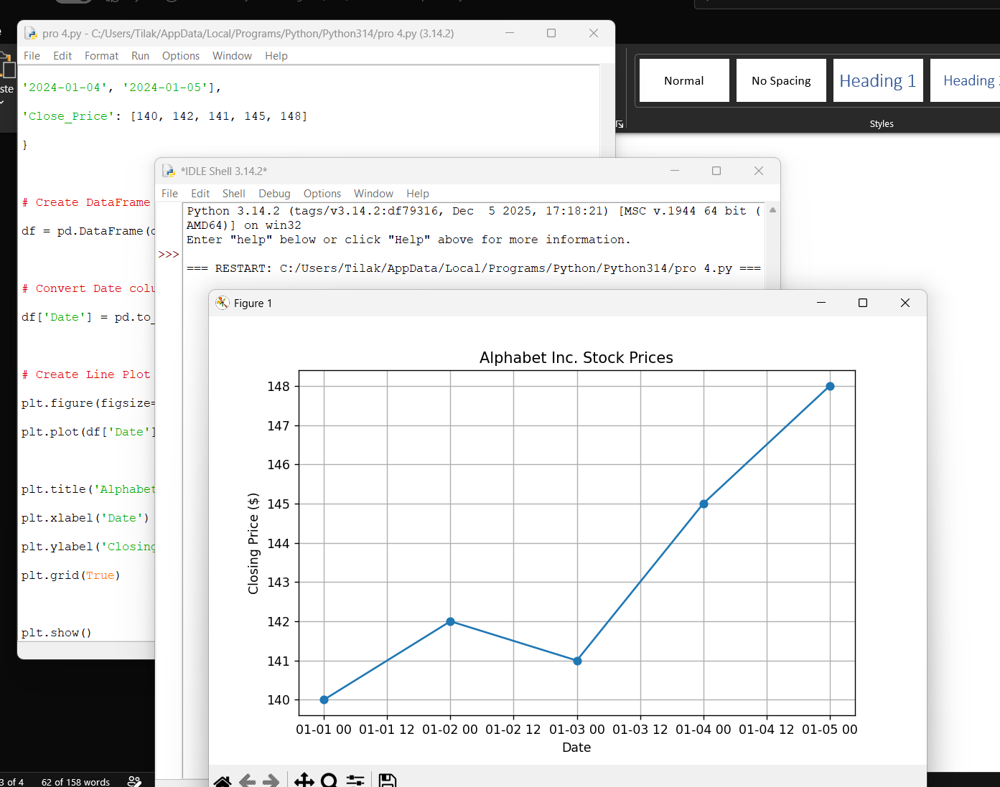 pro 4.py - C:/Users/Tilak/AppData/Local/Programs/Python/Python314/pro 4.py (3.14.2)
File Edit Format Run Options Window Help
'2024-01-04', '2024-01-05'],
'Close_Price': [140, 142, 141, 145, 148]
}
# Create DataFrame
df = pd.DataFrame(
# Convert Date
df['Date'] = pd.to_
# Create Line Plot
plt.figure(figsize=
plt.plot(df['Date']
plt.title('Alphabet
plt.xlabel('Date')
plt.ylabel('Closing
plt.grid(True)
plt.show()
ste
Normal
No Spacing
Heading 1
Heading
Styles
*IDLE Shell 3.14.2*
File Edit Shell Debug Options Window Help
Python 3.14.2 (tags/v3.14.2:df79316, Dec  5 2025, 17:18:21) [MSC v.1944 64 bit (
AMD64)] on win32
Enter "help" below or click "Help" above for more information.
>>>
=== RESTART: C:/Users/Tilak/AppData/Local/Programs/Python/Python314/pro 4.py ===
Figure 1
Alphabet Inc. Stock Prices
148
147
146
145
144
143
142
141
140
Closing Price ($)
01-01 00 01-01 12 01-02 00 01-02 12 01-03 00 01-03 12 01-04 00 01-04 12 01-05 00
Date
3 of 4 62 of 158 words